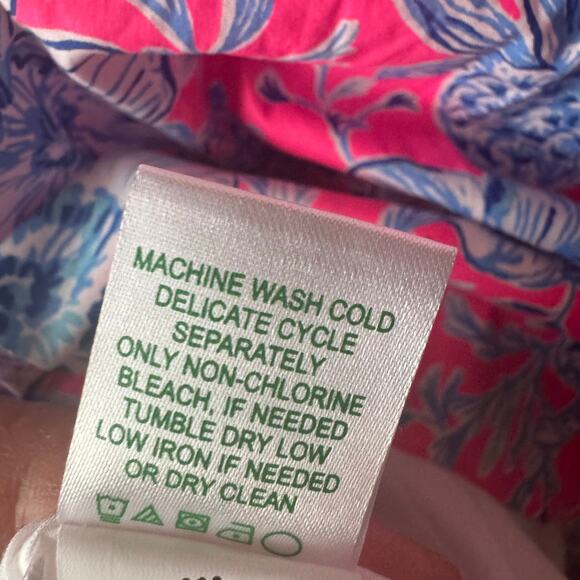 MACHINE WASH COLD
DELICATE CYCLE
SEPARATELY
ONLY NON-CHLORINE
BLEACH, IF NEEDED
TUMBLE DRY LOW
LOW IRON IF NEEDED
OR DRY CLEAN